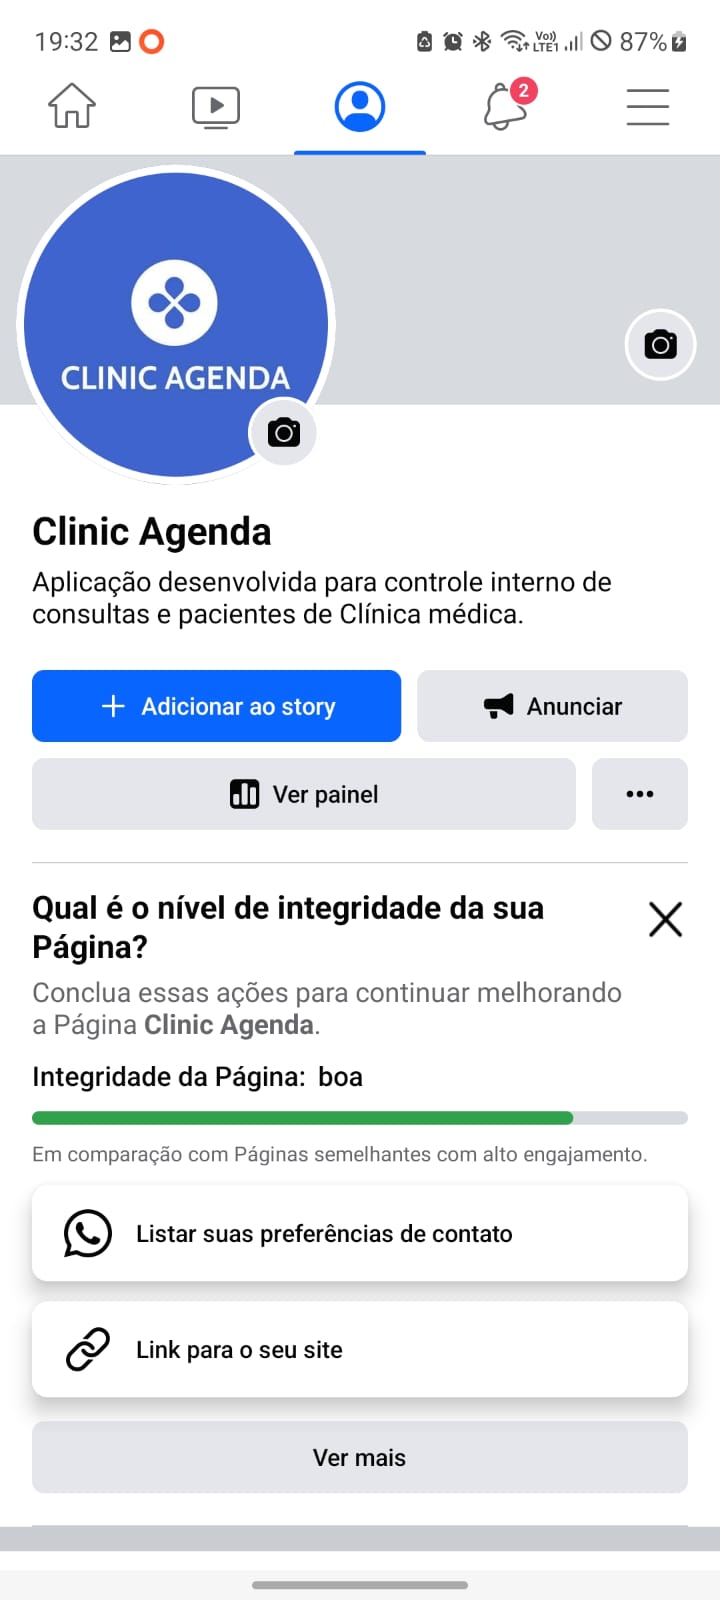 19:32
Vo))
LTE1
87%
2
CLINIC AGENDA
Clinic Agenda
Aplicação desenvolvida para controle interno de
consultas e pacientes de Clínica médica.
Adicionar ao story
Anunciar
Ver painel
Qual é o nível de integridade da sua
Página?
Conclua essas ações para continuar melhorando
a Página Clinic Agenda.
Integridade da Página: boa
Em comparação com Páginas semelhantes com alto engajamento.
Listar suas preferências de contato
Link para o seu site
Ver mais